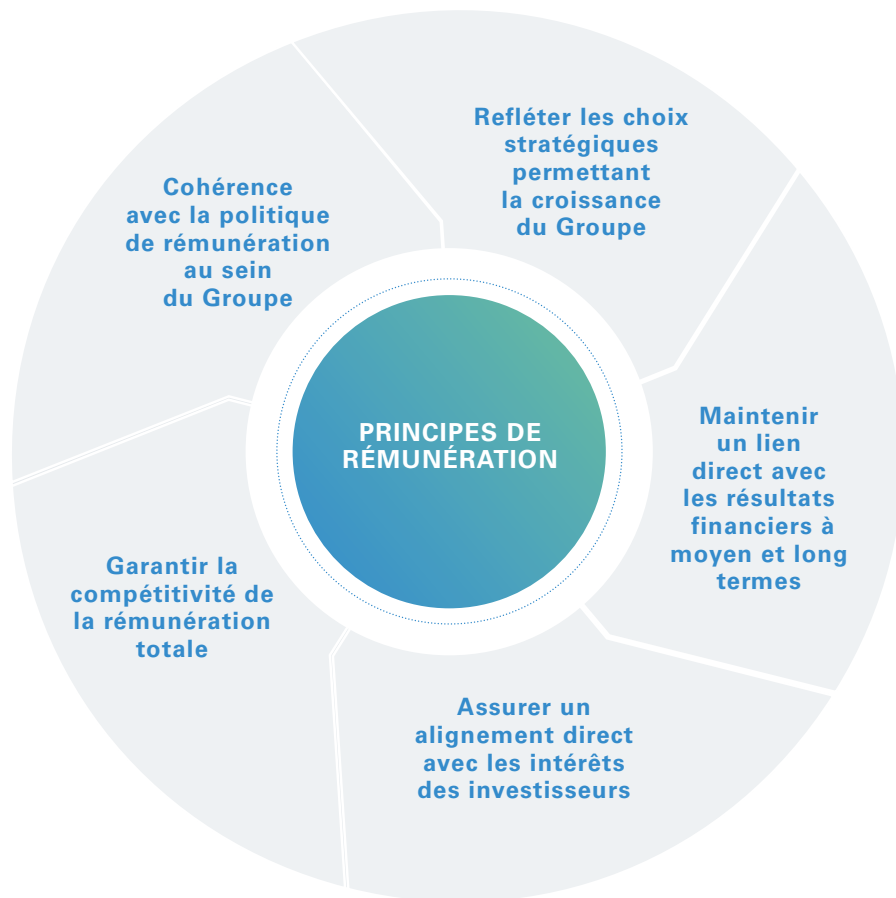 Refléter les choix
stratégiques
permettant
la croissance
du Groupe
Cohérence
avec la politique
de rémunération
au sein
du Groupe
PRINCIPES DE
RÉMUNÉRATION
Maintenir
un lien
direct avec
les résultats
financiers à
moyen et long
termes
Garantir la
compétitivité de
la rémunération
totale
Assurer un
alignement direct
avec les intérêts
des investisseurs